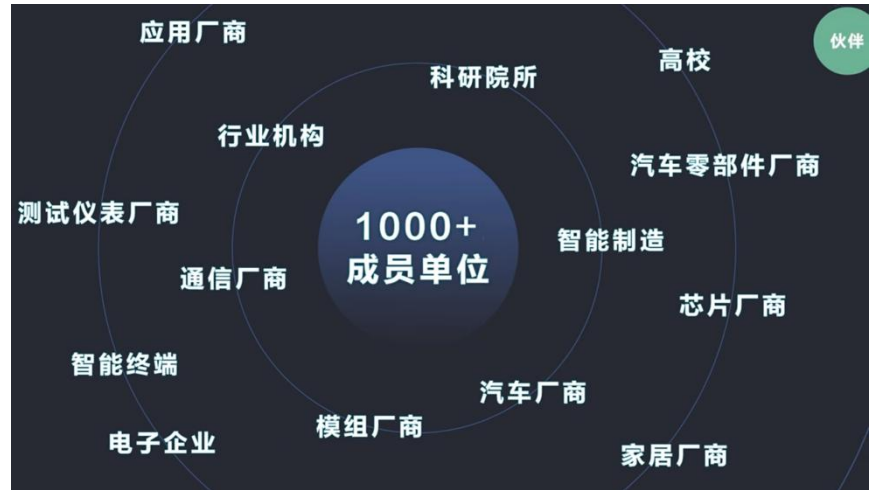 应用厂商
伙伴
高校
科研院所
行业机构
汽车零部件厂商
测试仪表厂商
1000+
成员单位
智能制造
通信厂商
芯片厂商
智能终端
汽车厂商
模组厂商
电子企业
家居厂商